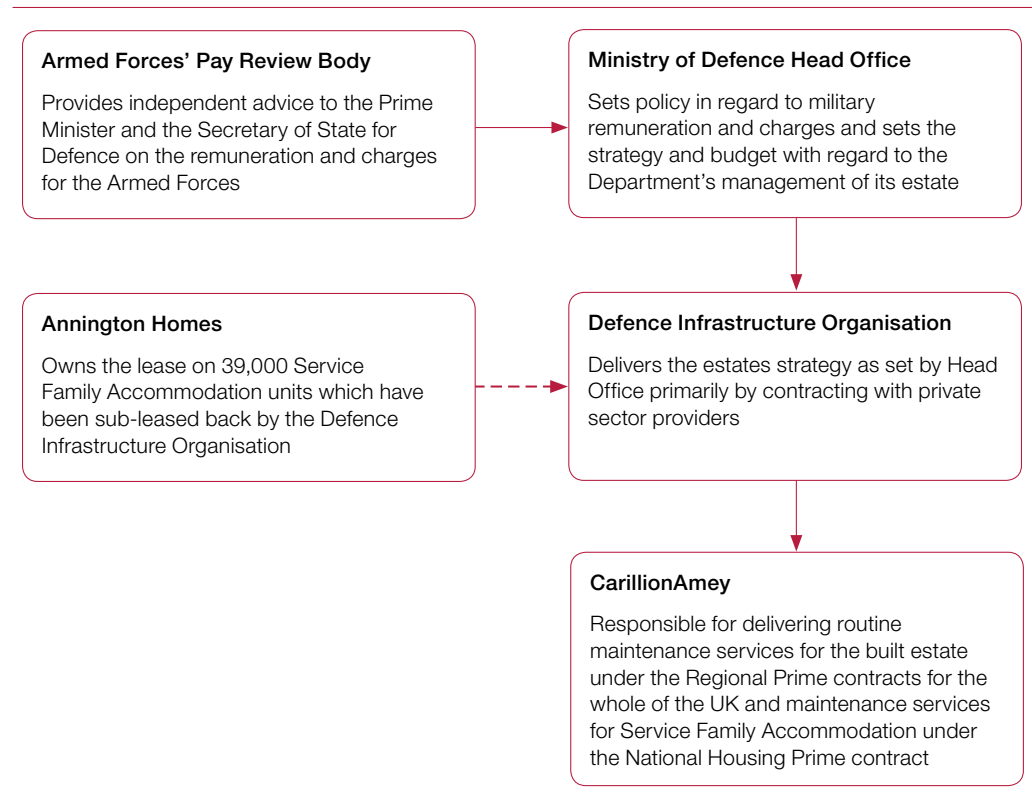 Armed Forces’ Pay Review Body
Provides independent advice to the Prime
Minister and the Secretary of State for
Defence on the remuneration and charges
for the Armed Forces
Ministry of Defence Head Office
Sets policy in regard to military
remuneration and charges and sets the
strategy and budget with regard to the
Department’s management of its estate
Annington Homes
Owns the lease on 39,000 Service
Family Accommodation units which have
been sub-leased back by the Defence
Infrastructure Organisation
Defence Infrastructure Organisation
Delivers the estates strategy as set by Head
Office primarily by contracting with private
sector providers
CarillionAmey
Responsible for delivering routine
maintenance services for the built estate
under the Regional Prime contracts for the
whole of the UK and maintenance services
for Service Family Accommodation under
the National Housing Prime contract